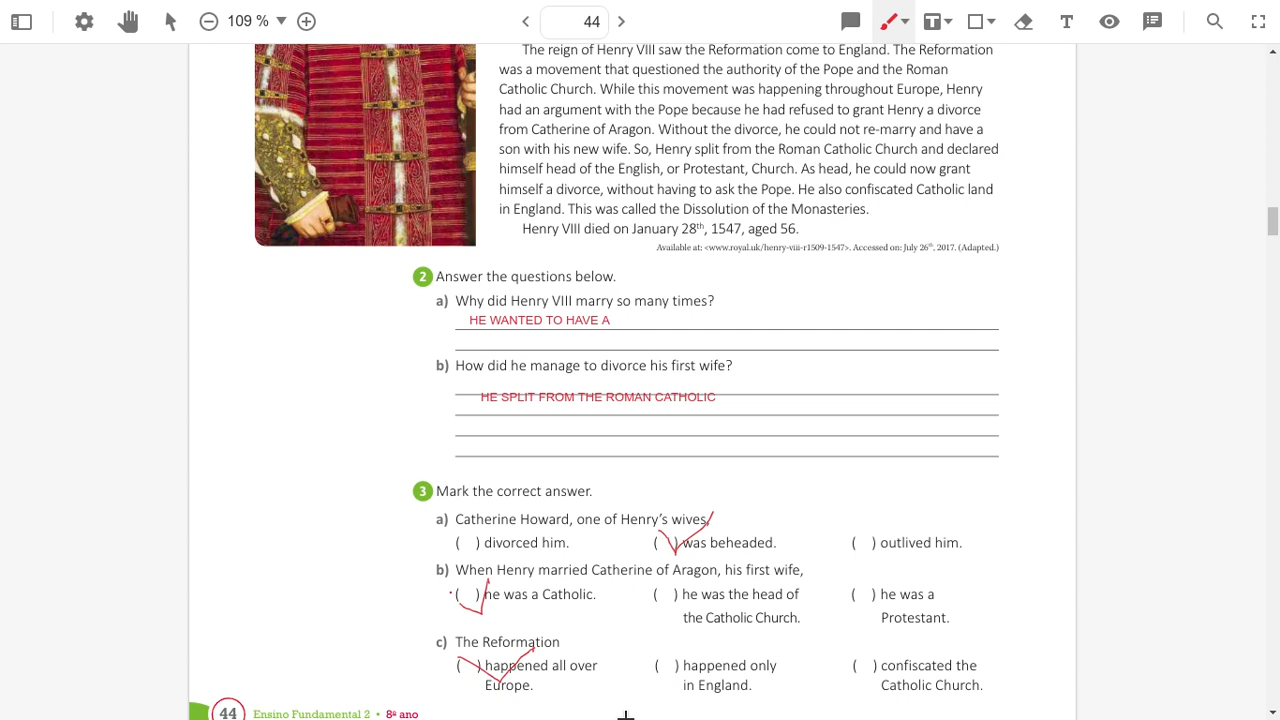 109 %
44
The reign of Henry VIII saw the Reformation come to England. The Reformation
was a movement that questioned the authority of the Pope and the Roman
Catholic Church. While this movement was happening throughout Europe, Henry
had an argument with the Pope because he had refused to grant Henry a divorce
from Catherine of Aragon. Without the divorce, he could not re-marry and have a
son with his new wife. So, Henry split from the Roman Catholic Church and declared
himself head of the English, or Protestant, Church. As head, he could now grant
himself a divorce, without having to ask the Pope. He also confiscated Catholic land
in England. This was called the Dissolution of the Monasteries.
Henry VIII died on January 28th, 1547, aged 56.
Available at: <www.royal.uk/henry-viii-r1509-1547>. Accessed on: July 26th, 2017. (Adapted.)
2 Answer the questions below.
a) Why did Henry VIII marry so many times?
HE WANTED TO HAVE A
b) How did he manage to divorce his first wife?
HE SPLIT FROM THE ROMAN CATHOLIC
3 Mark the correct answer.
a) Catherine Howard, one of Henry's wives,
( ) divorced him. ( ) was beheaded. ( ) outlived him.
b) When Henry married Catherine of Aragon, his first wife,
( ) he was a Catholic. ( ) he was the head of ( ) he was a
the Catholic Church. Protestant.
c) The Reformation
( ) happened all over ( ) happened only ( ) confiscated the
Europe. in England. Catholic Church.
44 Ensino Fundamental 2 • 8º ano